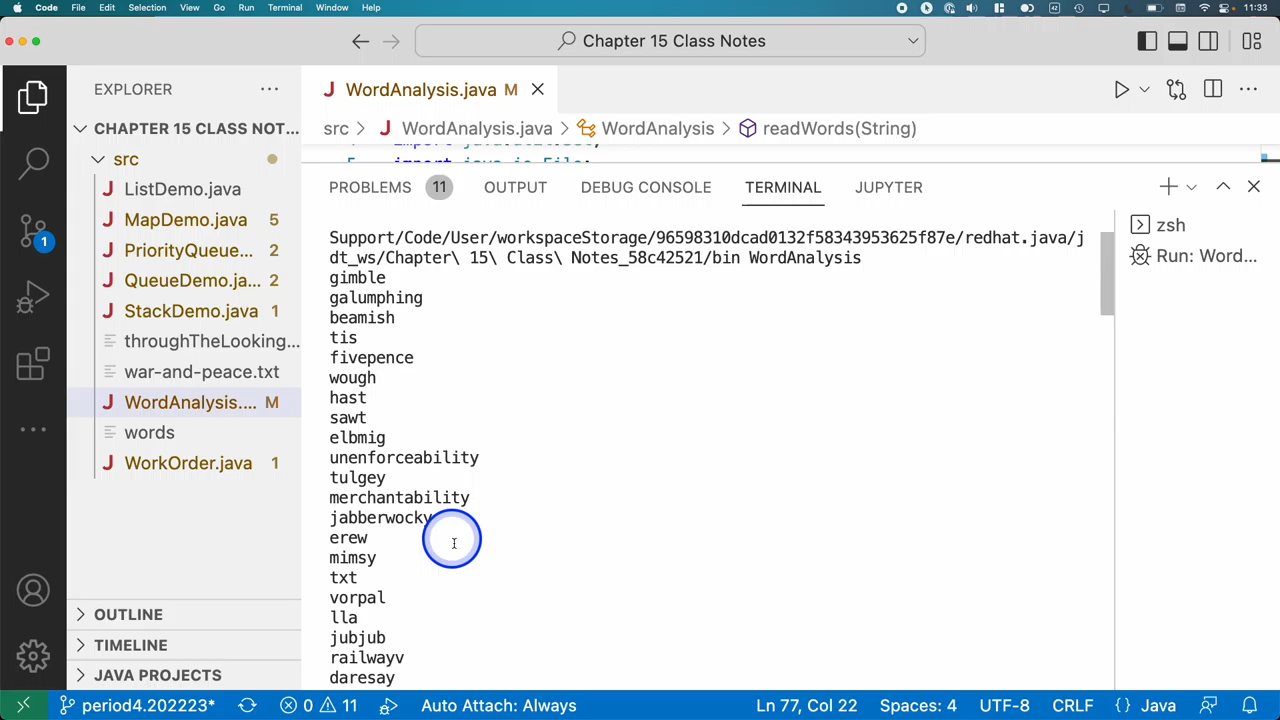 Code File Edit Selection View Go Run Terminal Window Help 11:33
Chapter 15 Class Notes
EXPLORER
CHAPTER 15 CLASS NOT...
src
ListDemo.java
MapDemo.java 5
PriorityQueue... 2
QueueDemo.ja... 2
StackDemo.java 1
throughTheLooking...
war-and-peace.txt
WordAnalysis.... M
words
WorkOrder.java 1
OUTLINE
TIMELINE
JAVA PROJECTS
1
WordAnalysis.java M
src > WordAnalysis.java > WordAnalysis > readWords(String)
5 import java.io.File;
PROBLEMS 11 OUTPUT DEBUG CONSOLE TERMINAL JUPYTER
Support/Code/User/workspaceStorage/96598310dcad0132f58343953625f87e/redhat.java/j
dt_ws/Chapter\ 15\ Class\ Notes_58c42521/bin WordAnalysis
gimble
galumphing
beamish
tis
fivepence
wough
hast
sawt
elbmig
unenforceability
tulgey
merchantability
jabberwocky
erew
mimsy
txt
vorpal
lla
jubjub
railwayv
daresay
zsh
Run: Word...
period4.202223* 0 11 Auto Attach: Always Ln 77, Col 22 Spaces: 4 UTF-8 CRLF {} Java